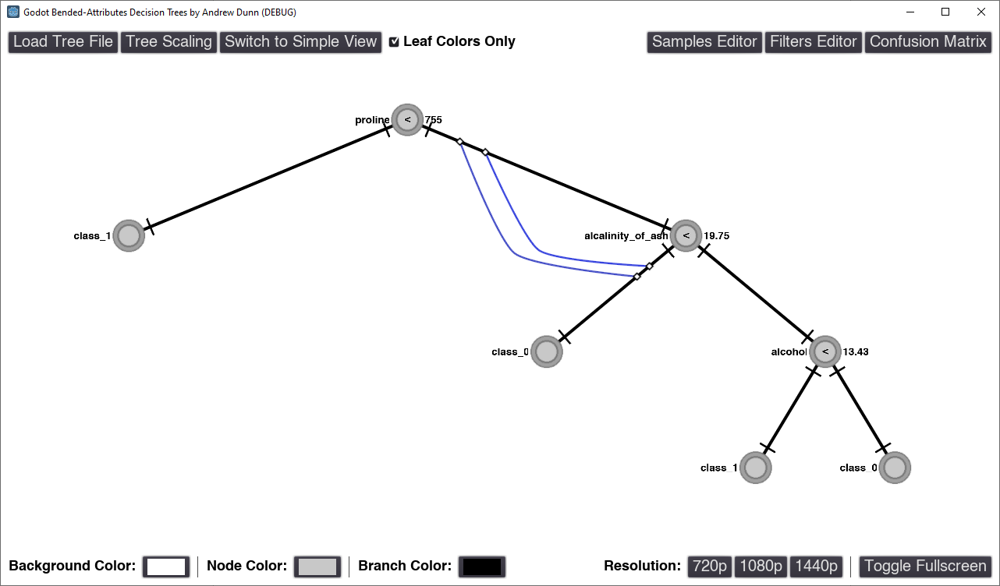 Godot Bended-Attributes Decision Trees by Andrew Dunn (DEBUG)
Load Tree File Tree Scaling Switch to Simple View Leaf Colors Only Samples Editor Filters Editor Confusion Matrix
proline < 755
class_1 alcalinity_of_ash < 19.75
class_0 alcohol < 13.43
class_1 class_0
Background Color: Node Color: Branch Color: Resolution: 720p 1080p 1440p Toggle Fullscreen